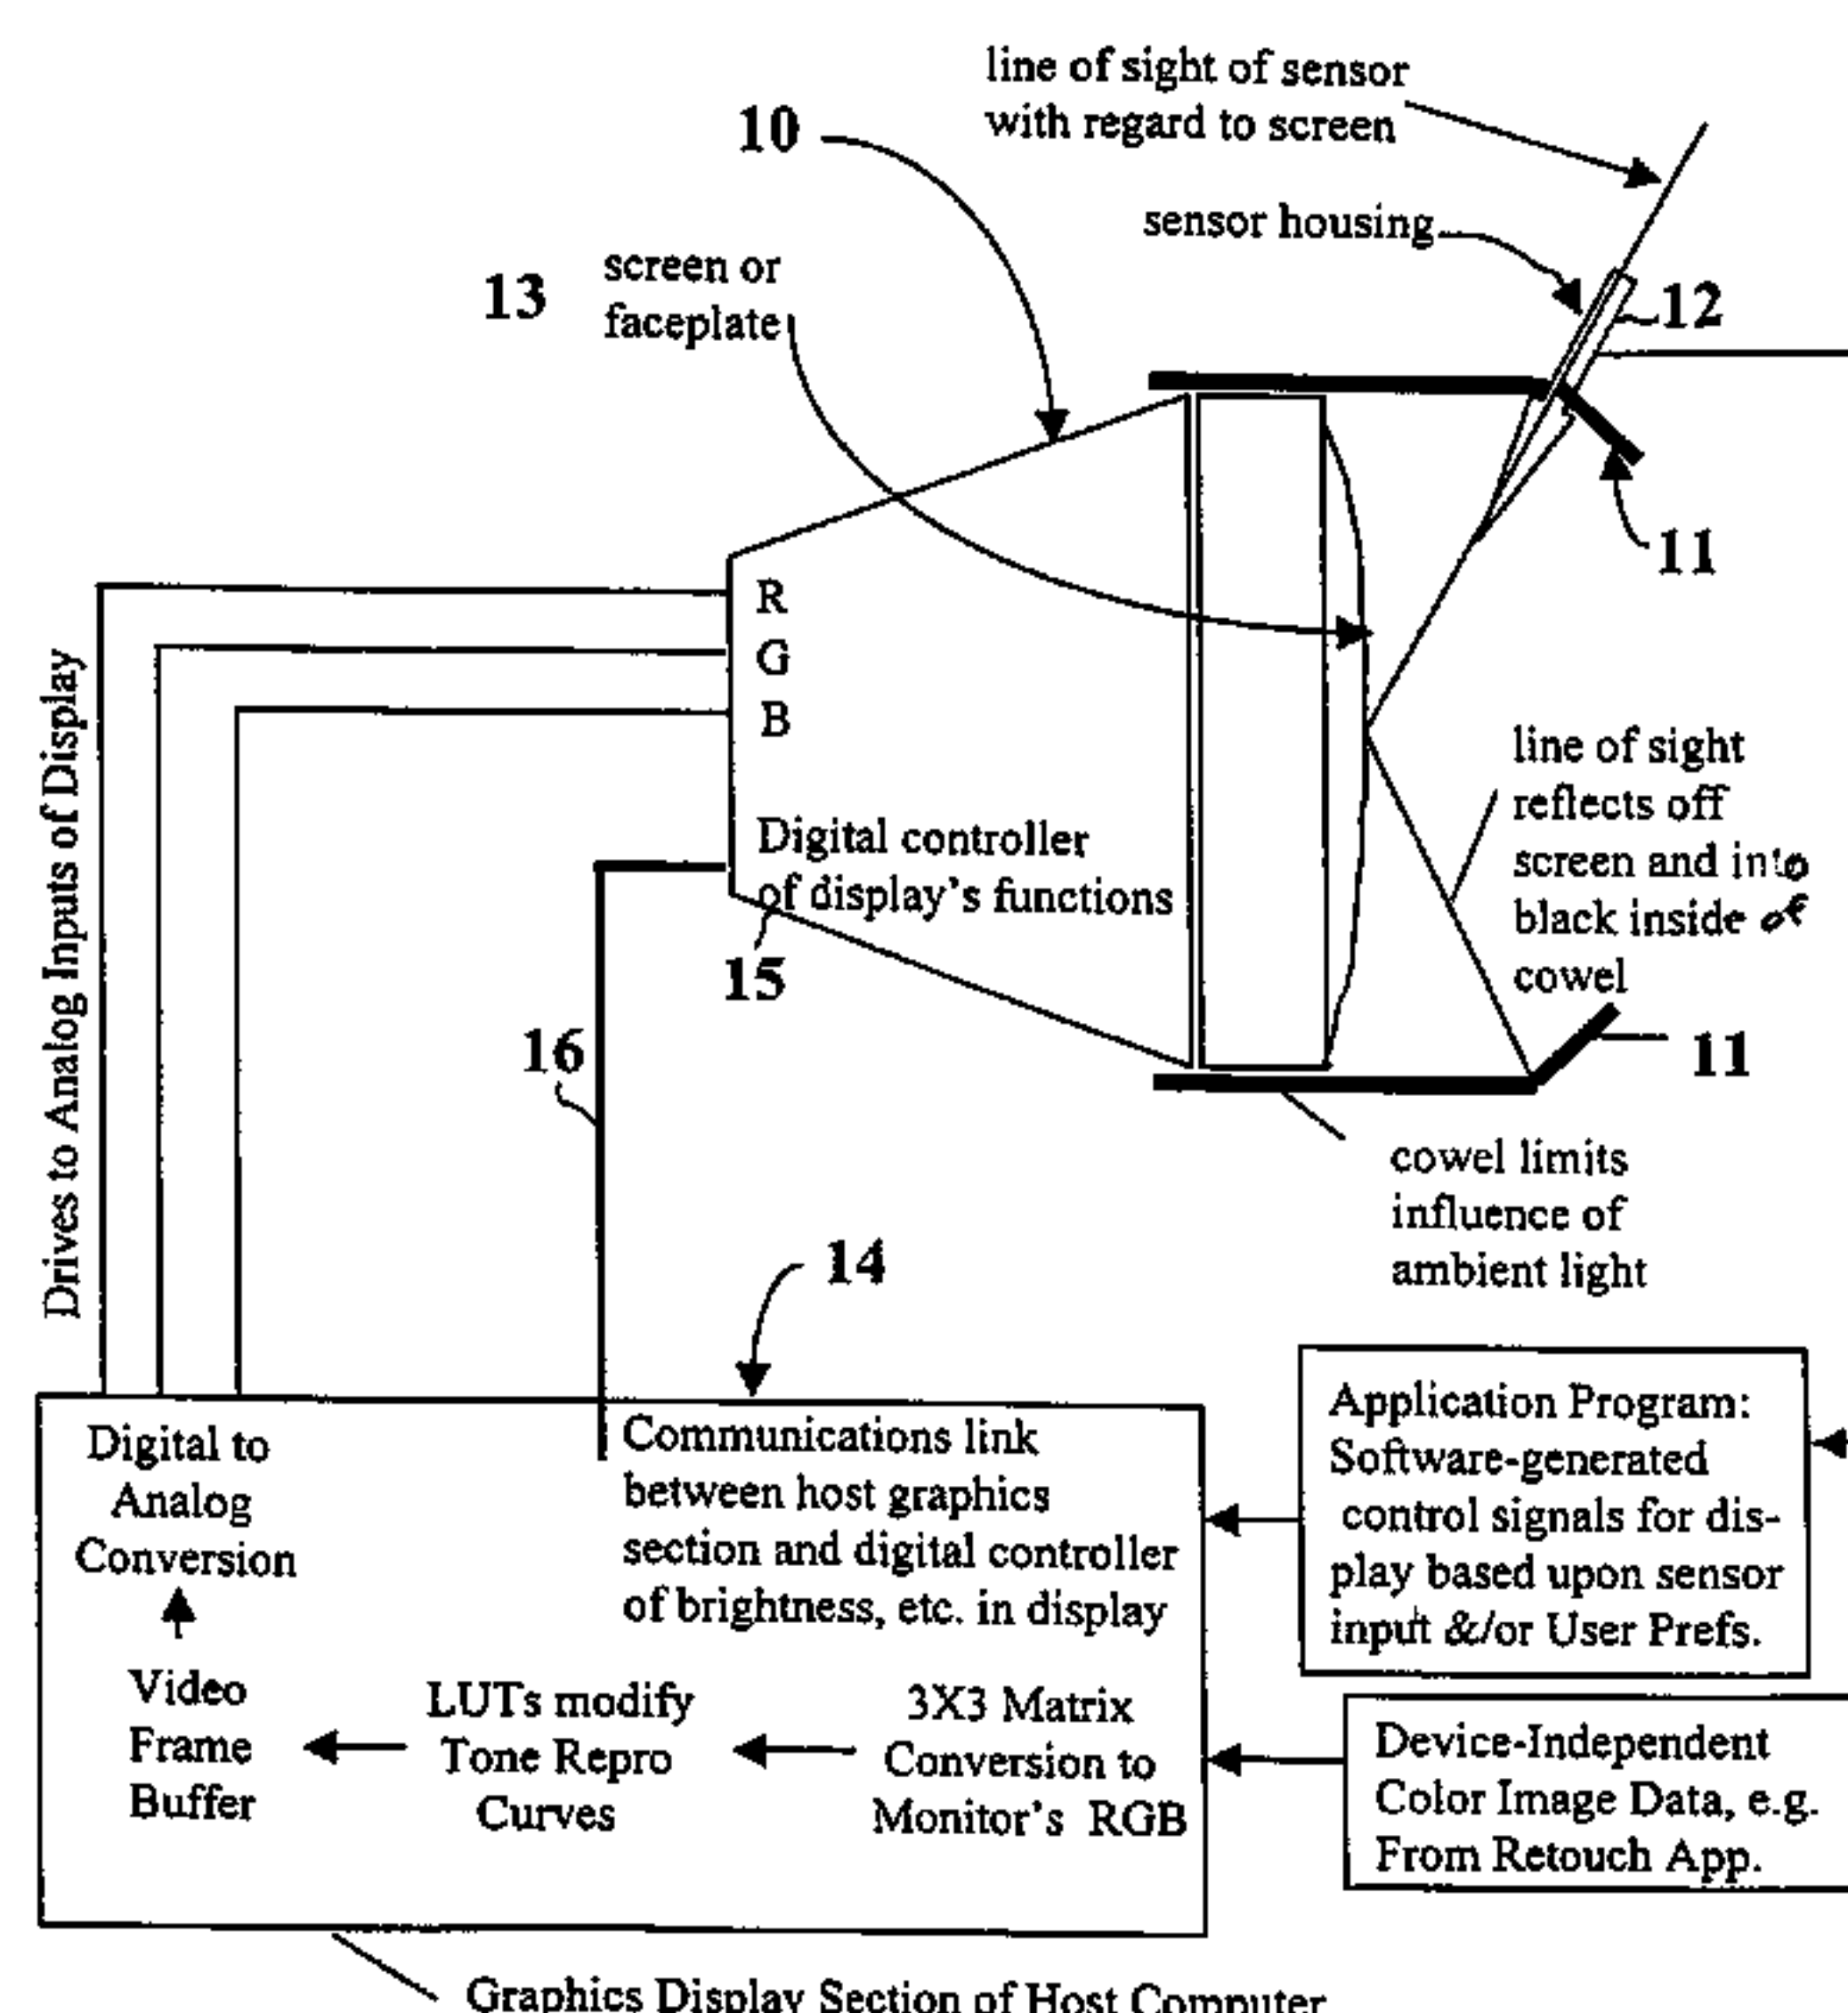 line of sight of sensor
with regard to screen
10
sensor housing
screen or
faceplate
13
12
11
R
G
B
Drives to Analog Inputs of Display
line of sight
reflects off
screen and into
black inside of
cowel
Digital controller
of display's functions
15
16
11
cowel limits
influence of
ambient light
14
Digital to
Analog
Conversion
Communications link
between host graphics
section and digital controller
of brightness, etc. in display
Application Program:
Software-generated
control signals for dis-
play based upon sensor
input &/or User Prefs.
Video
Frame
Buffer
LUTs modify
Tone Repro
Curves
3X3 Matrix
Conversion to
Monitor's RGB
Device-Independent
Color Image Data, e.g.
From Retouch App.
Graphics Display Section of Host Computer